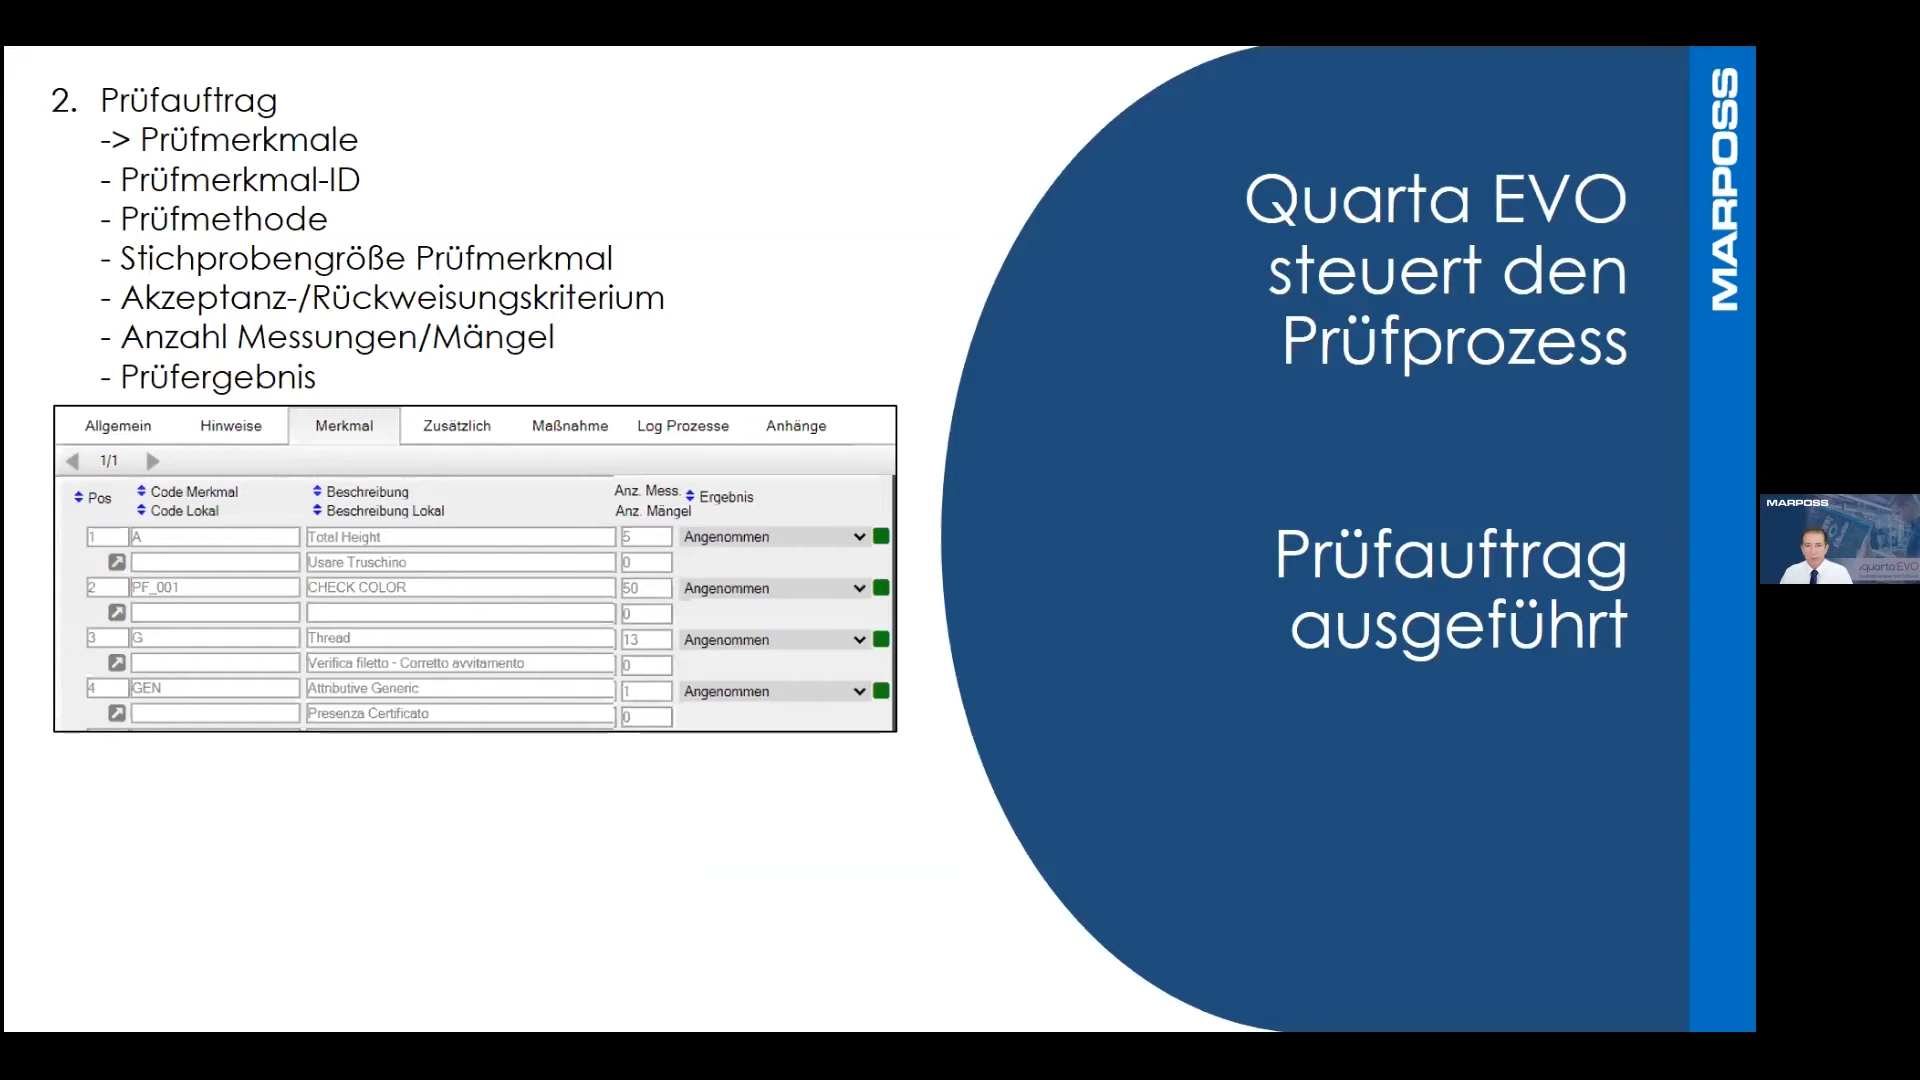 2. Prüfauftrag
-> Prüfmerkmale
- Prüfmerkmal-ID
- Prüfmethode
- Stichprobengröße Prüfmerkmal
- Akzeptanz-/Rückweisungskriterium
- Anzahl Messungen/Mängel
- Prüfergebnis
Allgemein Hinweise Merkmal Zusätzlich Maßnahme Log Prozesse Anhänge
1/1
Pos Code Merkmal Beschreibung Anz. Mess. Ergebnis
Code Lokal Beschreibung Lokal Anz. Mängel
1 A Total Height 5 Angenommen
Usare Truschino 0
2 PF_001 CHECK COLOR 50 Angenommen
0
3 G Thread 13 Angenommen
Verifica filetto - Corretto avvitamento 0
4 GEN Attributive Generic 1 Angenommen
Presenza Certificato 0
Quarta EVO
steuert den
Prüfprozess
Prüfauftrag
ausgeführt
MARPOSS
MARPOSS
quarta EVO